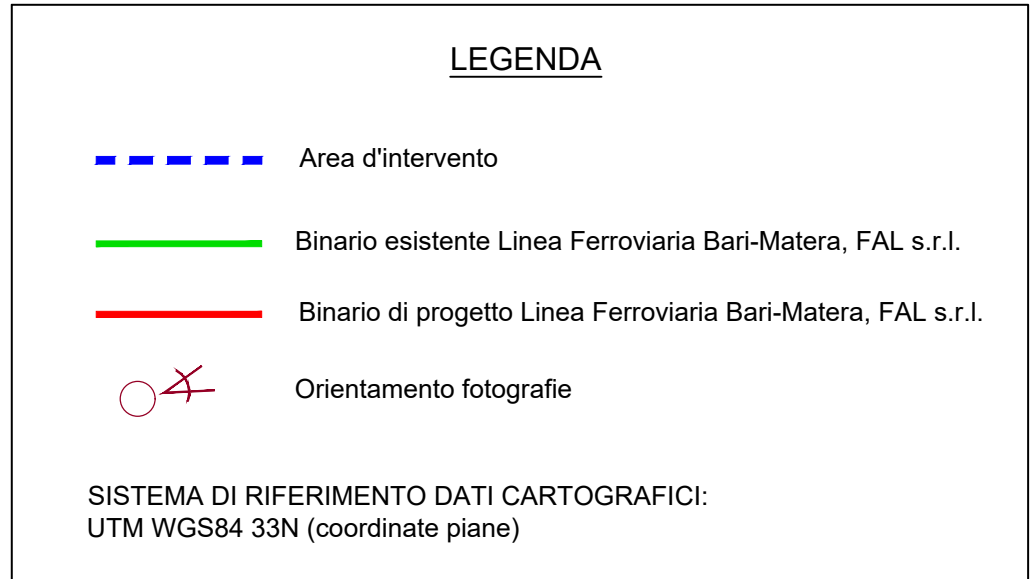 LEGENDA
Area d'intervento
Binario esistente Linea Ferroviaria Bari-Matera, FAL s.r.l.
Binario di progetto Linea Ferroviaria Bari-Matera, FAL s.r.l.
Orientamento fotografie
SISTEMA DI RIFERIMENTO DATI CARTOGRAFICI:
UTM WGS84 33N (coordinate piane)